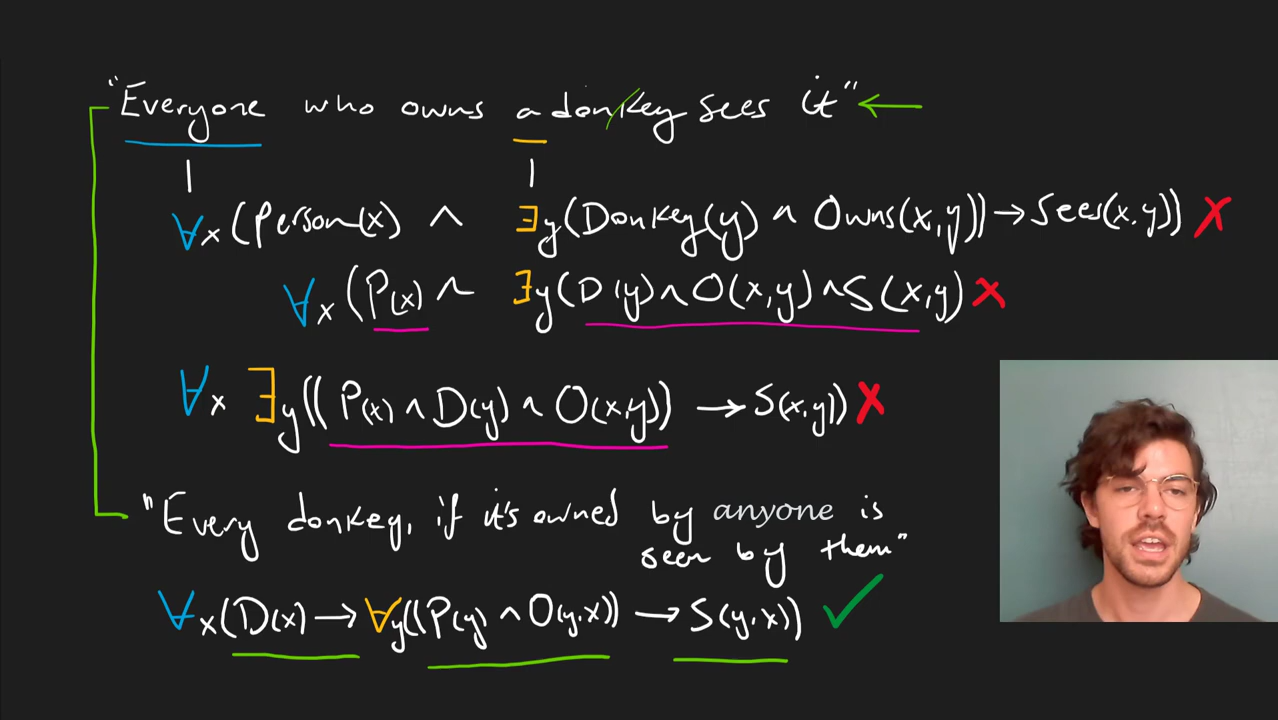 "Everyone who owns a donkey sees it" ←
∀x(Person(x) ∧ ∃y(Donkey(y) ∧ Owns(x,y)) → Sees(x,y)) ✗
∀x(P(x) ∧ ∃y(D(y) ∧ O(x,y) ∧ S(x,y) ✗
∀x ∃y((P(x) ∧ D(y) ∧ O(x,y)) → S(x,y)) ✗
"Every donkey, if it's owned by anyone is
seen by them"
∀x(D(x) → ∀y((P(y) ∧ O(y,x)) → S(y,x)) ✓